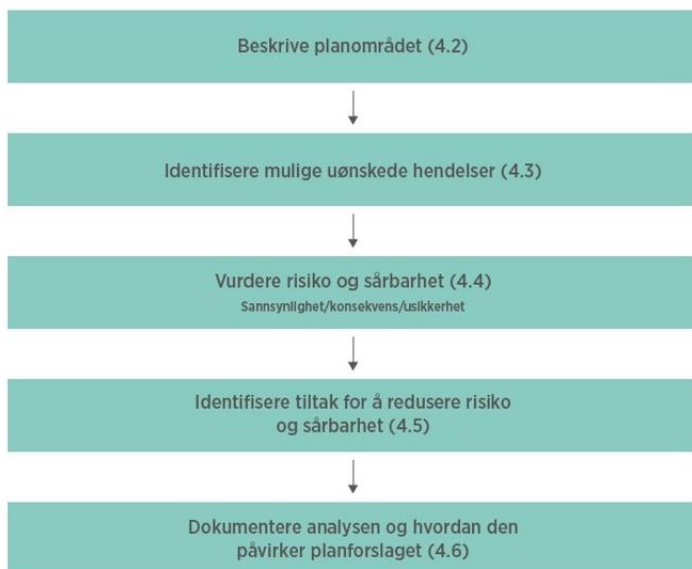 Beskrive planområdet (4.2)
Identifisere mulige uønskede hendelser (4.3)
Vurdere risiko og sårbarhet (4.4)
Sannsynlighet/konsekvens/usikkerhet
Identifisere tiltak for å redusere risiko
og sårbarhet (4.5)
Dokumentere analysen og hvordan den
påvirker planforslaget (4.6)